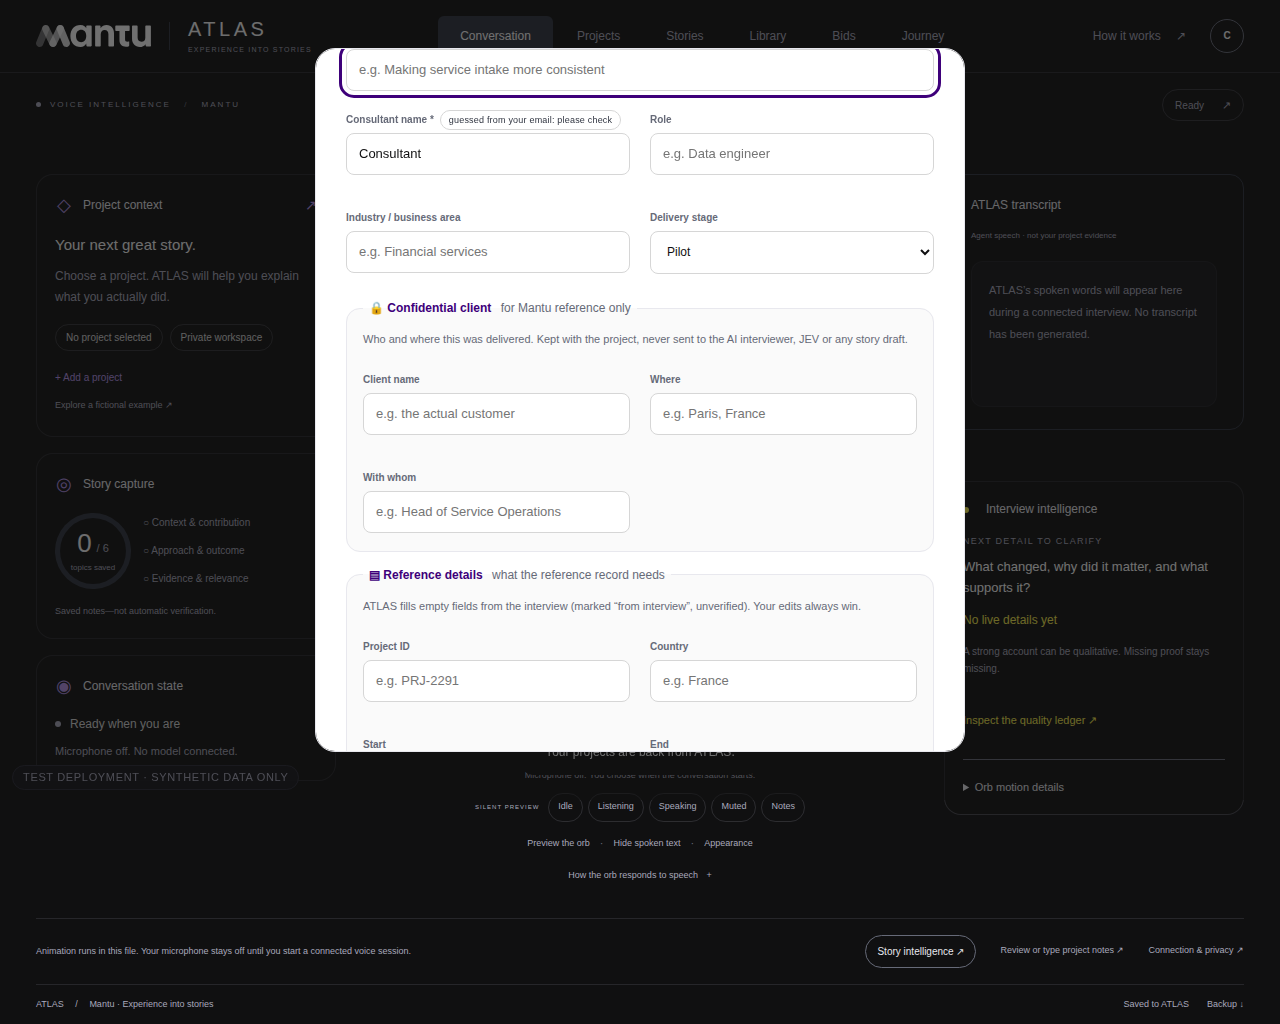 mantu
ATLAS
EXPERIENCE INTO STORIES
Conversation
Projects
Stories
Library
Bids
Journey
How it works ↗
C
VOICE INTELLIGENCE / MANTU
Ready ↗
◇ Project context ↗
Your next great story.
Choose a project. ATLAS will help you explain
what you actually did.
No project selected
Private workspace
+ Add a project
Explore a fictional example ↗
◎ Story capture
0 / 6
topics saved
○ Context & contribution
○ Approach & outcome
○ Evidence & relevance
Saved notes—not automatic verification.
◉ Conversation state
Ready when you are
Microphone off. No model connected.
TEST DEPLOYMENT · SYNTHETIC DATA ONLY
e.g. Making service intake more consistent
Consultant name * guessed from your email: please check
Consultant
Role
e.g. Data engineer
Industry / business area
e.g. Financial services
Delivery stage
Pilot
🔒 Confidential client for Mantu reference only
Who and where this was delivered. Kept with the project, never sent to the AI interviewer, JEV or any story draft.
Client name
e.g. the actual customer
Where
e.g. Paris, France
With whom
e.g. Head of Service Operations
▤ Reference details what the reference record needs
ATLAS fills empty fields from the interview (marked “from interview”, unverified). Your edits always win.
Project ID
e.g. PRJ-2291
Country
e.g. France
Start
End
ATLAS transcript
Agent speech · not your project evidence
ATLAS's spoken words will appear here
during a connected interview. No transcript
has been generated.
Interview intelligence
NEXT DETAIL TO CLARIFY
What changed, why did it matter, and what
supports it?
No live details yet
A strong account can be qualitative. Missing proof stays
missing.
Inspect the quality ledger ↗
▶ Orb motion details
Your projects are back from ATLAS.
Microphone off. You choose when the conversation starts.
SILENT PREVIEW
Idle
Listening
Speaking
Muted
Notes
Preview the orb · Hide spoken text · Appearance
How the orb responds to speech +
Animation runs in this file. Your microphone stays off until you start a connected voice session.
Story intelligence ↗
Review or type project notes ↗
Connection & privacy ↗
ATLAS / Mantu · Experience into stories
Saved to ATLAS
Backup ↓